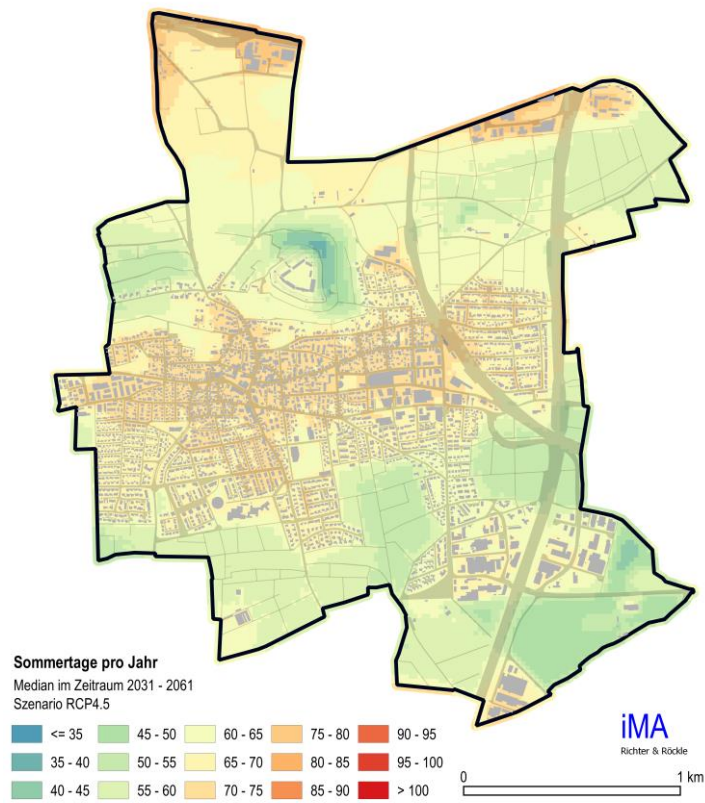 Sommertage pro Jahr
Median im Zeitraum 2031 - 2061
Szenario RCP4.5
<= 35 45 - 50 60 - 65 75 - 80 90 - 95
35 - 40 50 - 55 65 - 70 80 - 85 95 - 100
40 - 45 55 - 60 70 - 75 85 - 90 > 100
iMA
Richter & Röckle
0 1 km